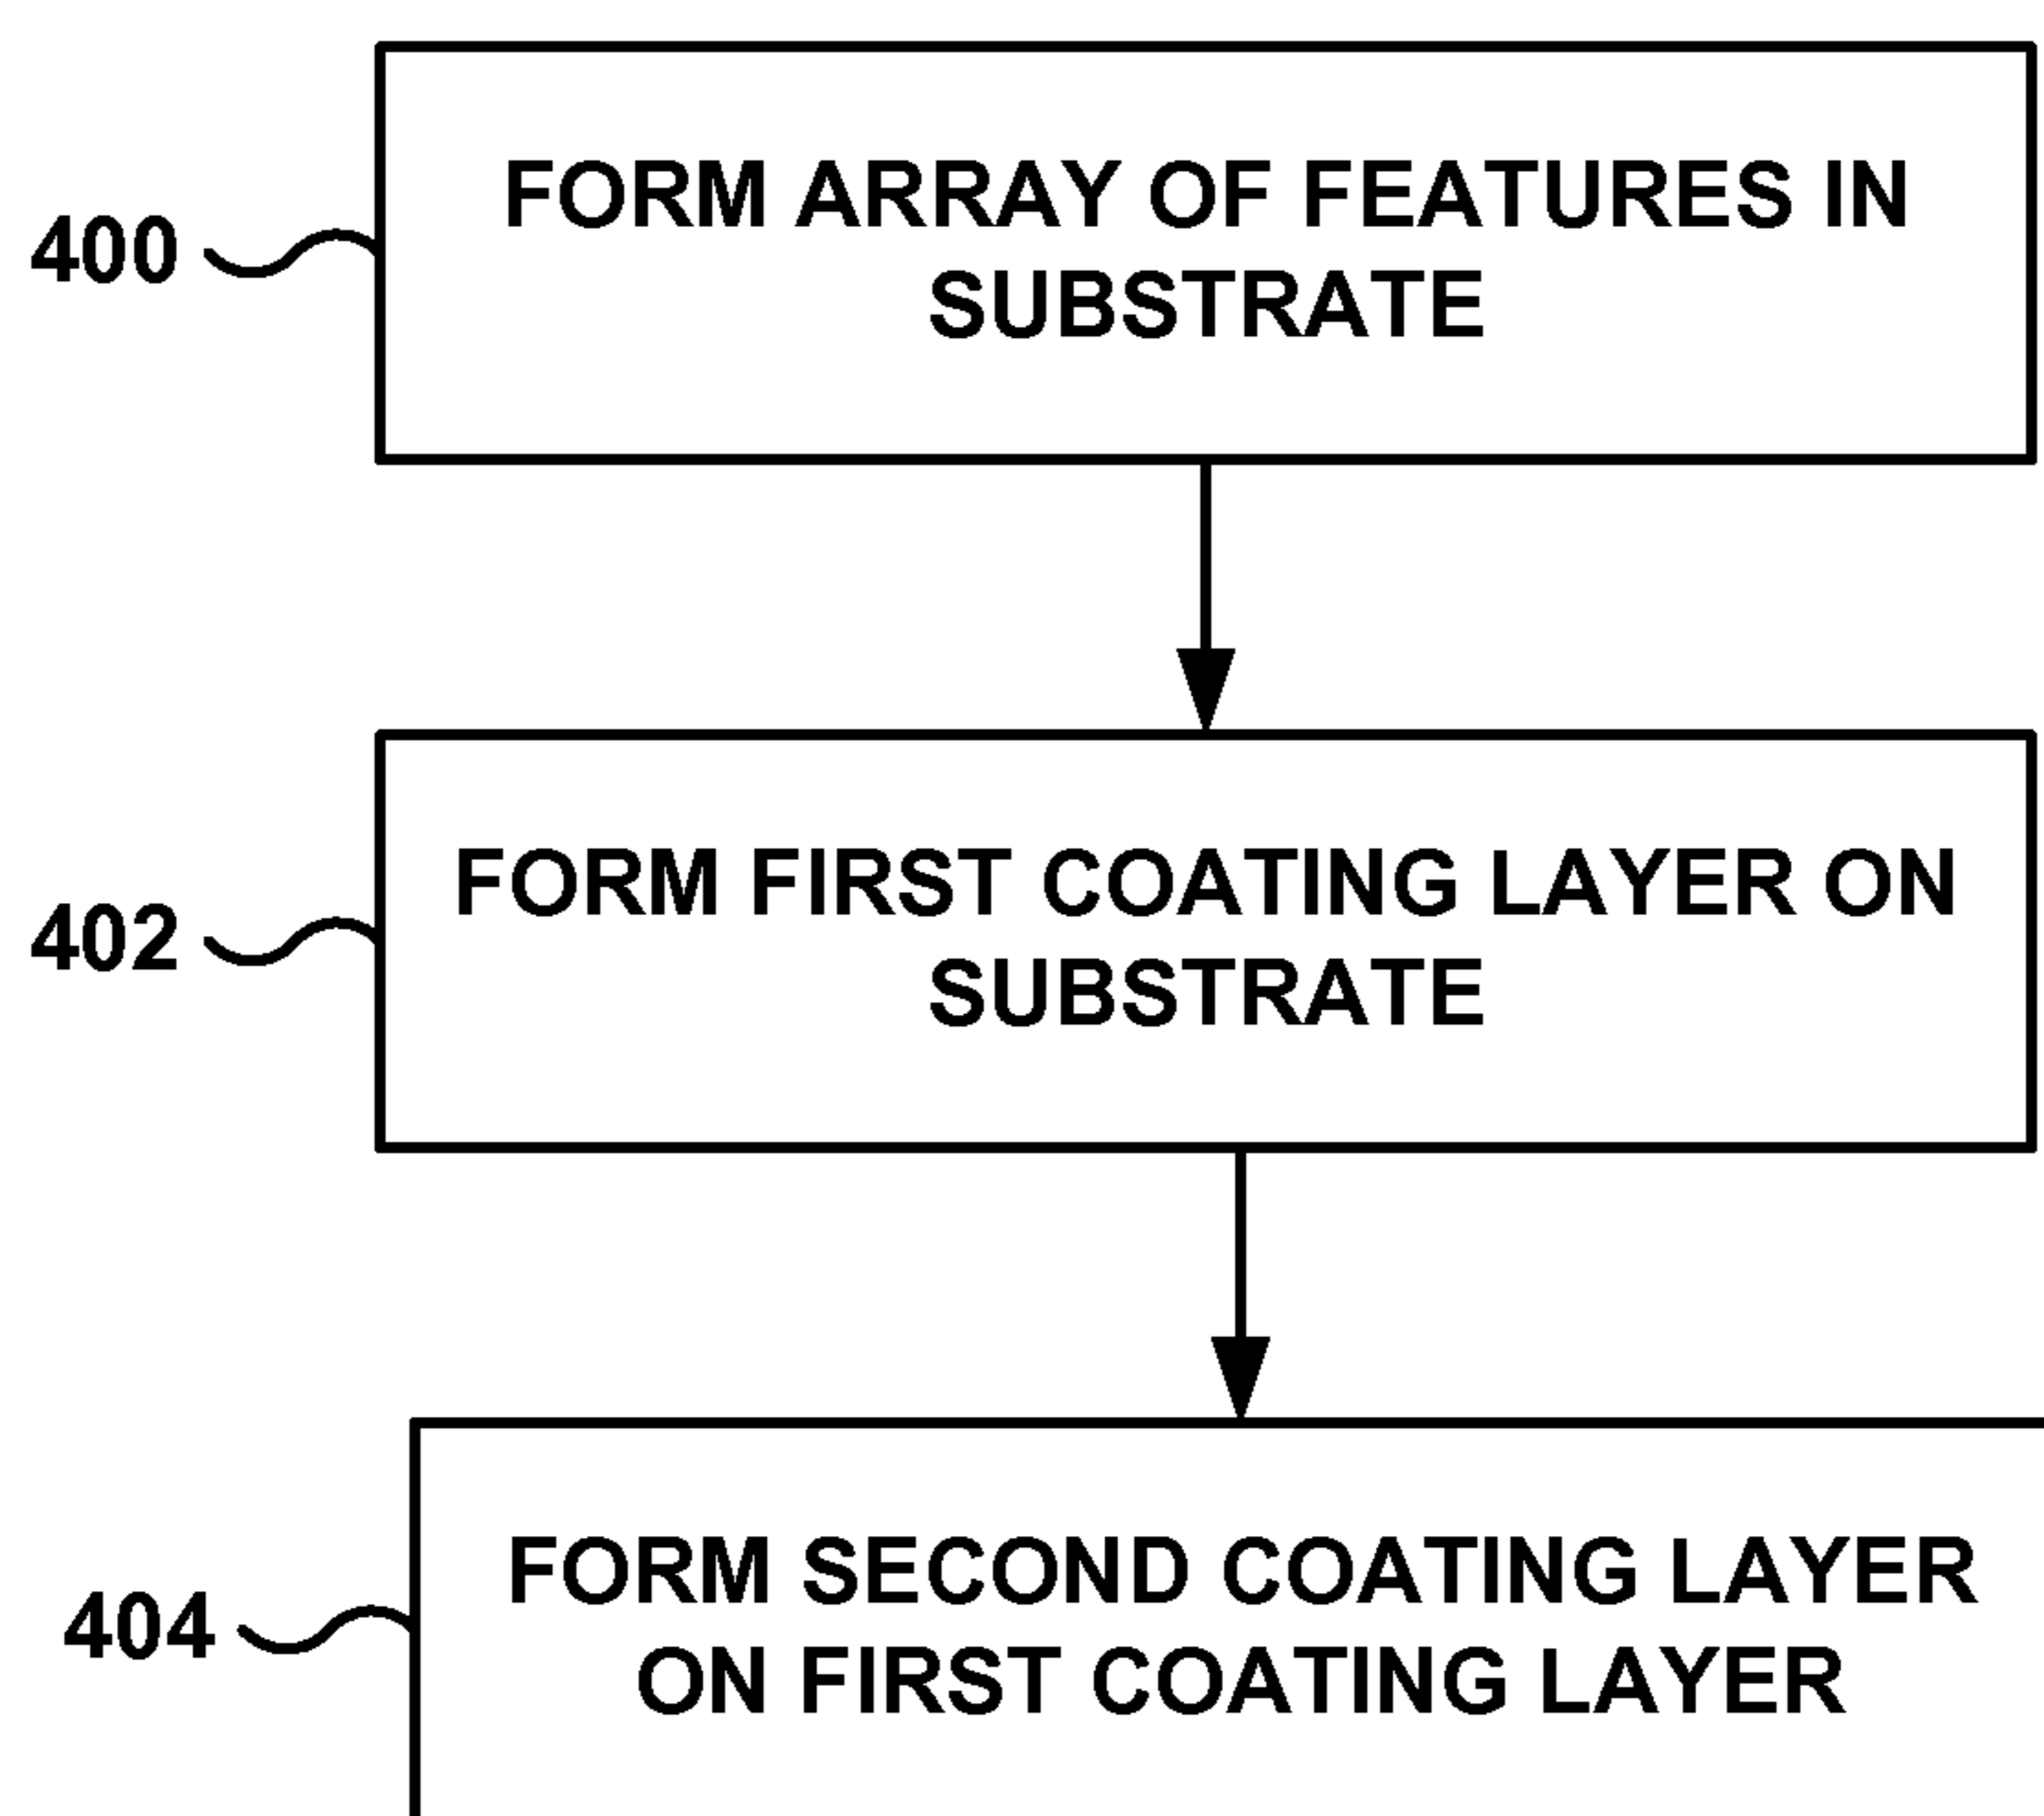 400
FORM ARRAY OF FEATURES IN
SUBSTRATE
402
FORM FIRST COATING LAYER ON
SUBSTRATE
404
FORM SECOND COATING LAYER
ON FIRST COATING LAYER